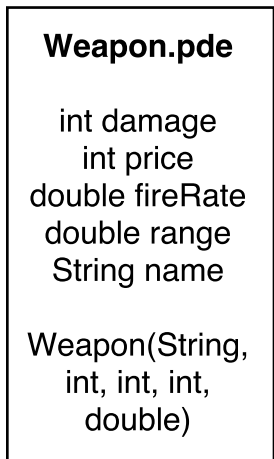 Weapon.pde
int damage
int price
double fireRate
double range
String name
Weapon(String,
int, int, int,
double)